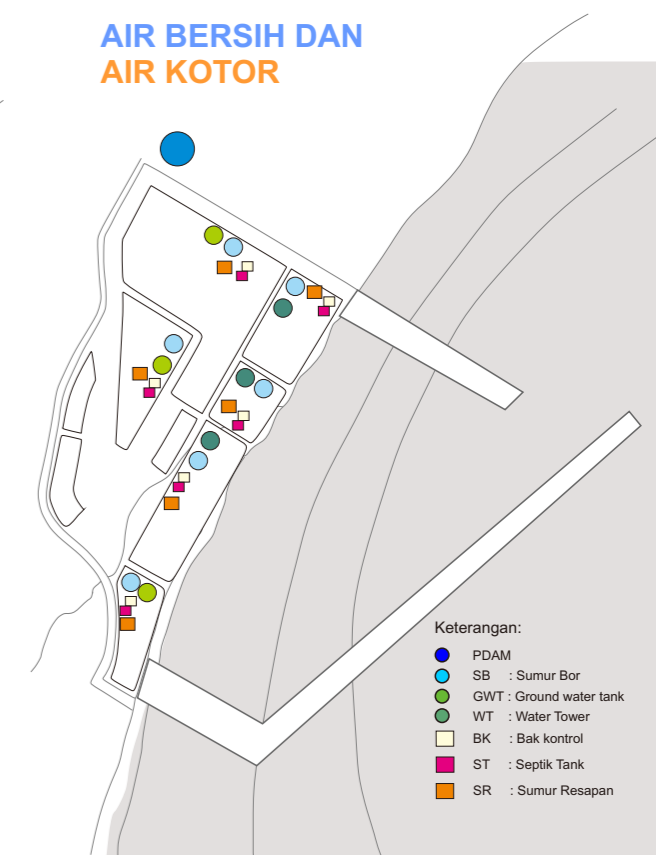 AIR BERSIH DAN
AIR KOTOR
Keterangan:
PDAM
SB : Sumur Bor
GWT : Ground water tank
WT : Water Tower
BK : Bak kontrol
ST : Septik Tank
SR : Sumur Resapan